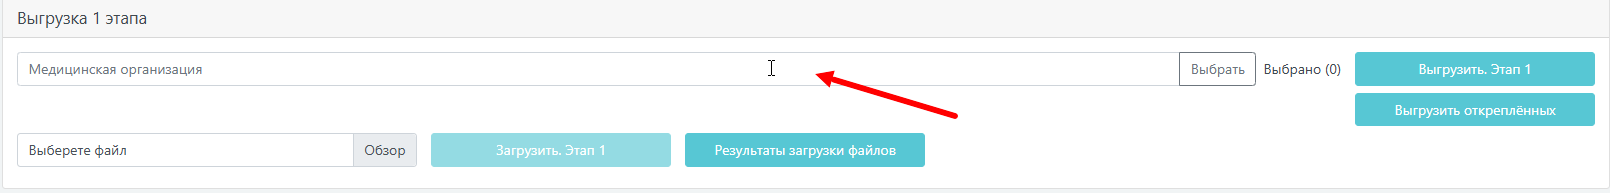 Выгрузка 1 этапа
Медицинская организация Выбрать Выбрано (0) Выгрузить. Этап 1
Выгрузить откреплённых
Выберете файл Обзор Загрузить. Этап 1 Результаты загрузки файлов